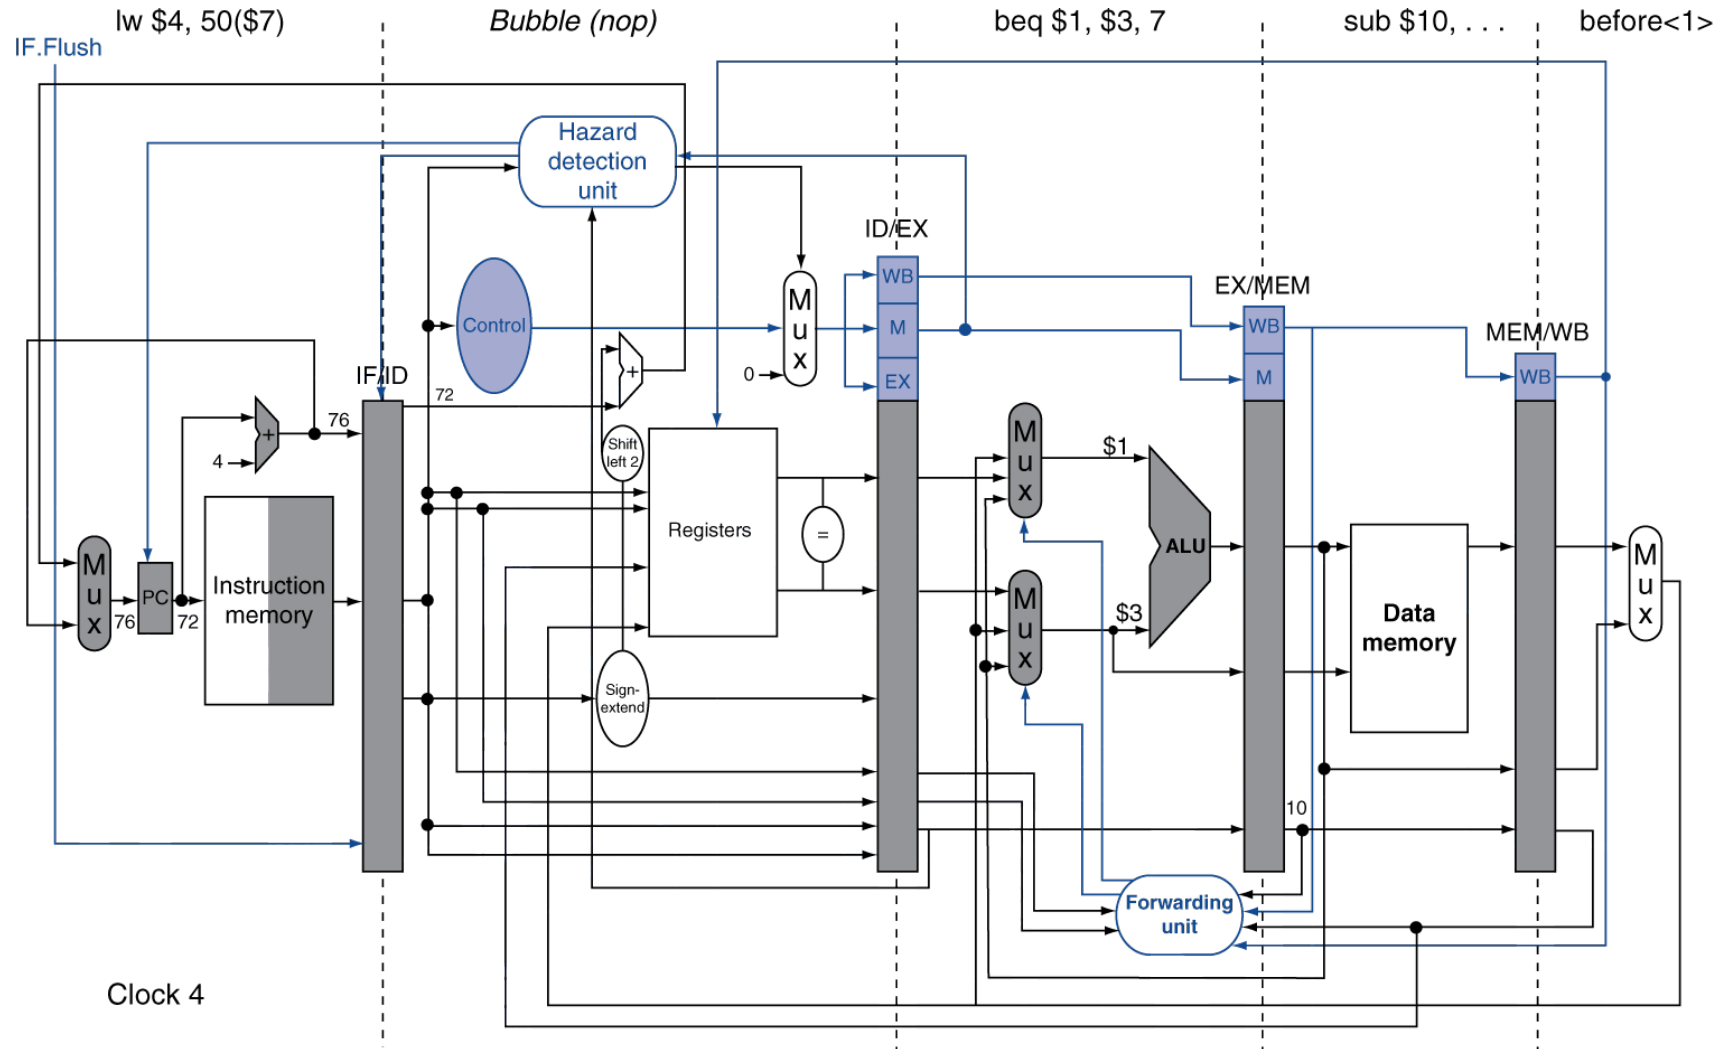 lw $4, 50($7)
Bubble (nop)
beq $1, $3, 7
sub $10, . . .
before<1>
IF.Flush
Hazard
detection
unit
ID/EX
WB
M
EX
EX/MEM
WB
M
MEM/WB
WB
Control
M
u
x
0
+
IF/ID
72
76
+
4
Shift
left 2
M
u
x
$1
ALU
Registers
=
M
u
x
PC
76
72
Instruction
memory
M
u
x
$3
Data
memory
M
u
x
Sign-
extend
10
Forwarding
unit
Clock 4